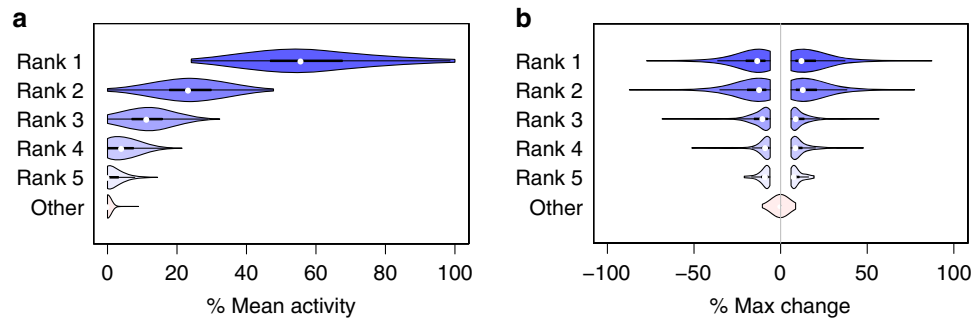 a
Rank 1
Rank 2
Rank 3
Rank 4
Rank 5
Other
0 20 40 60 80 100
% Mean activity
b
Rank 1
Rank 2
Rank 3
Rank 4
Rank 5
Other
−100 −50 0 50 100
% Max change